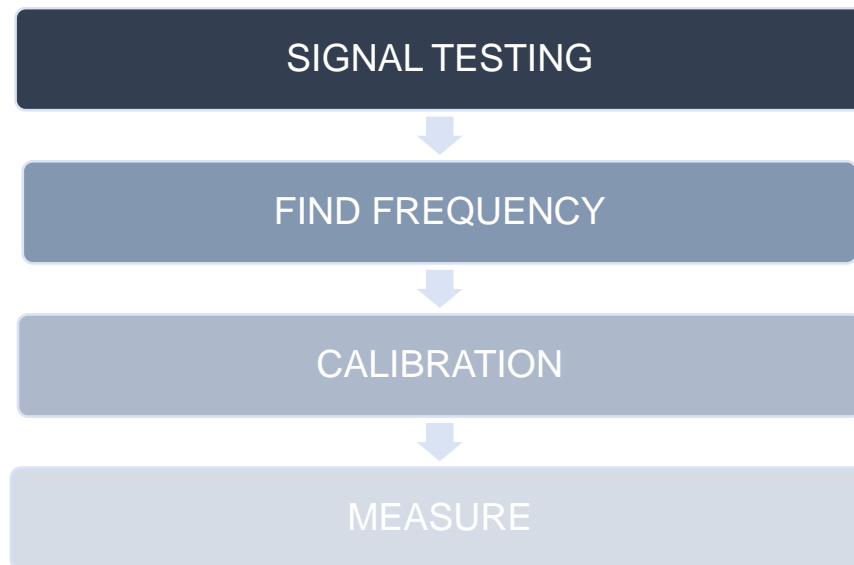 SIGNAL TESTING
FIND FREQUENCY
CALIBRATION
MEASURE